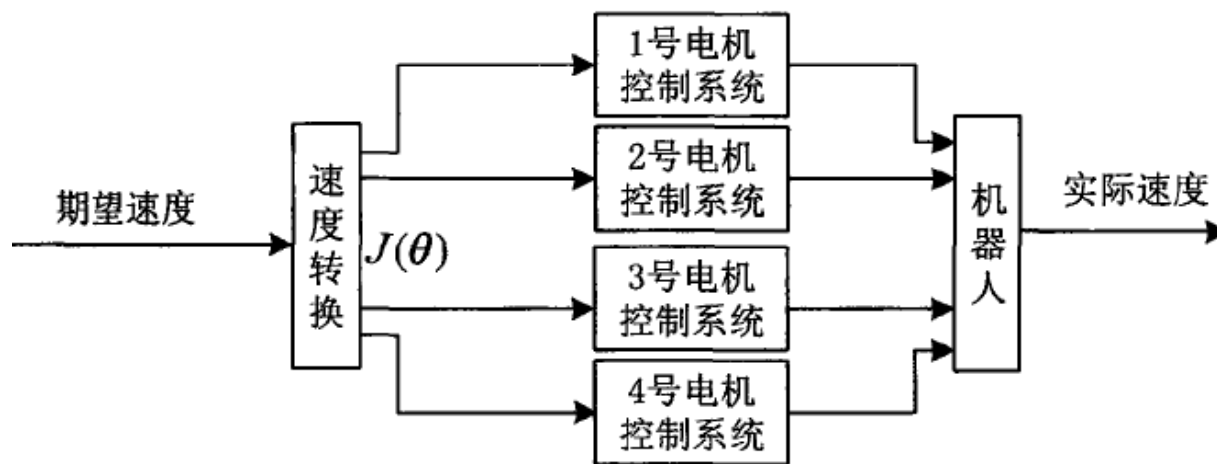 期望速度
速度转换
J(θ)
1号电机
控制系统
2号电机
控制系统
3号电机
控制系统
4号电机
控制系统
机器人
实际速度